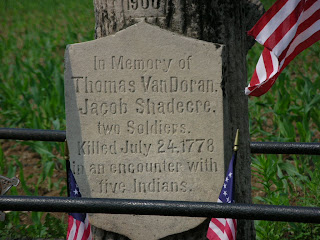 1900
In Memory of
Thomas VanDoran.
Jacob Shadecre.
two Soldiers.
Killed July 24. 1778
in an encounter with
five Indians.